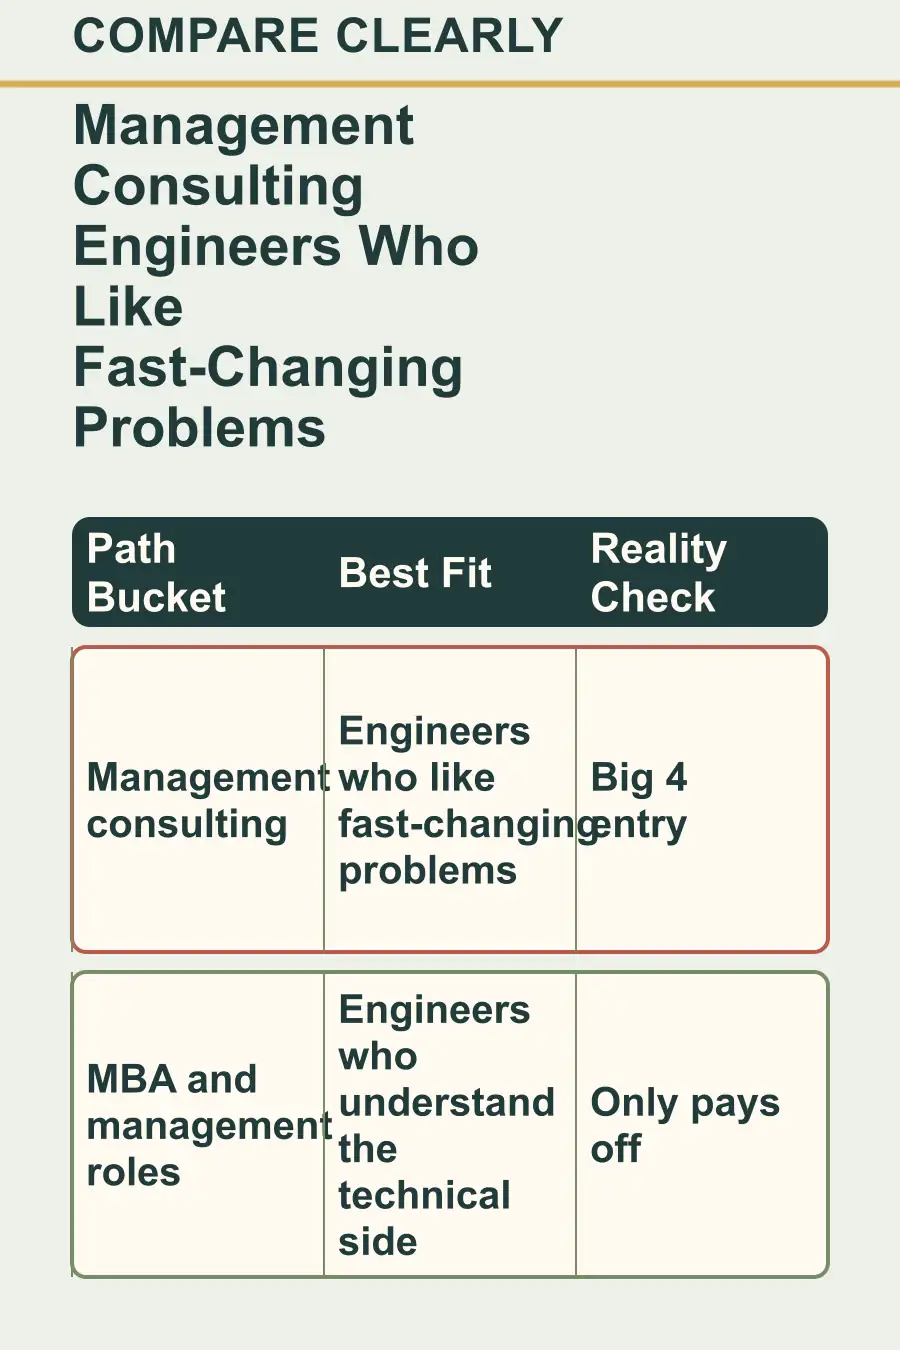 COMPARE CLEARLY
Management
Consulting
Engineers Who
Like
Fast-Changing
Problems
Path
Bucket
Best Fit
Reality
Check
Management
consulting
Engineers
who like
fast-changing
problems
Big 4
entry
MBA and
management
roles
Engineers
who
understand
the
technical
side
Only pays
off